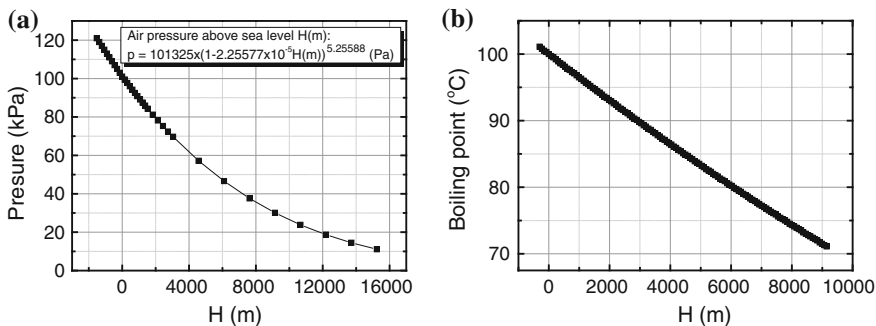 (a)
Air pressure above sea level H(m):
p = 101325x(1-2.25577x10⁻⁵H(m))⁵·²⁵⁵⁸⁸ (Pa)
Presure (kPa)
120
100
80
60
40
20
0
0 4000 8000 12000 16000
H (m)
(b)
Boiling point (°C)
100
90
80
70
0 2000 4000 6000 8000 10000
H (m)